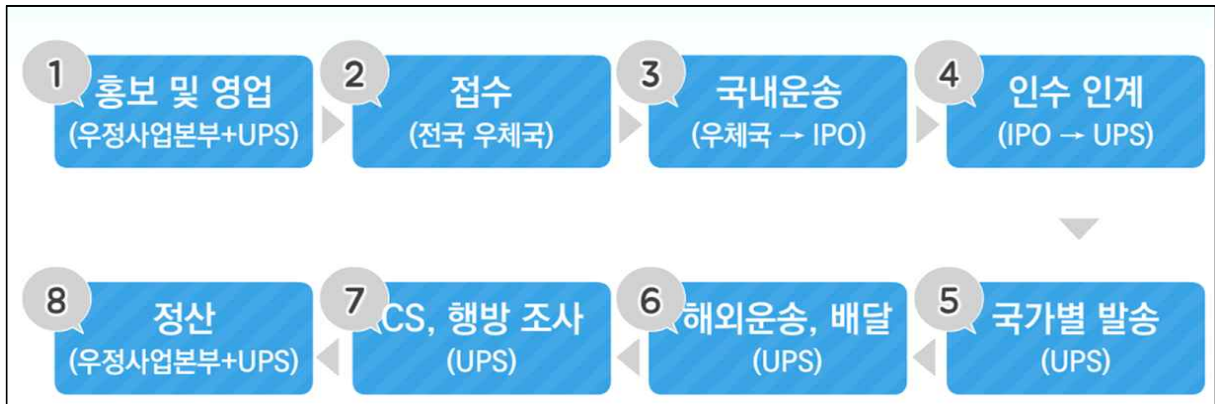 1
홍보 및 영업
(우정사업본부+UPS)
2
접수
(전국 우체국)
3
국내운송
(우체국 → IPO)
4
인수 인계
(IPO → UPS)
5
국가별 발송
(UPS)
6
해외운송, 배달
(UPS)
7
CS, 행방 조사
(UPS)
8
정산
(우정사업본부+UPS)